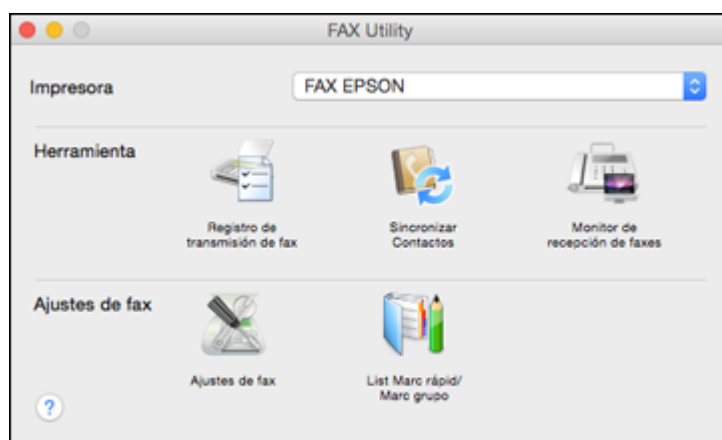 FAX Utility
Impresora
FAX EPSON
Herramienta
Registro de
transmisión de fax
Sincronizar
Contactos
Monitor de
recepción de faxes
Ajustes de fax
Ajustes de fax
List Marc rápid/
Marc grupo
?